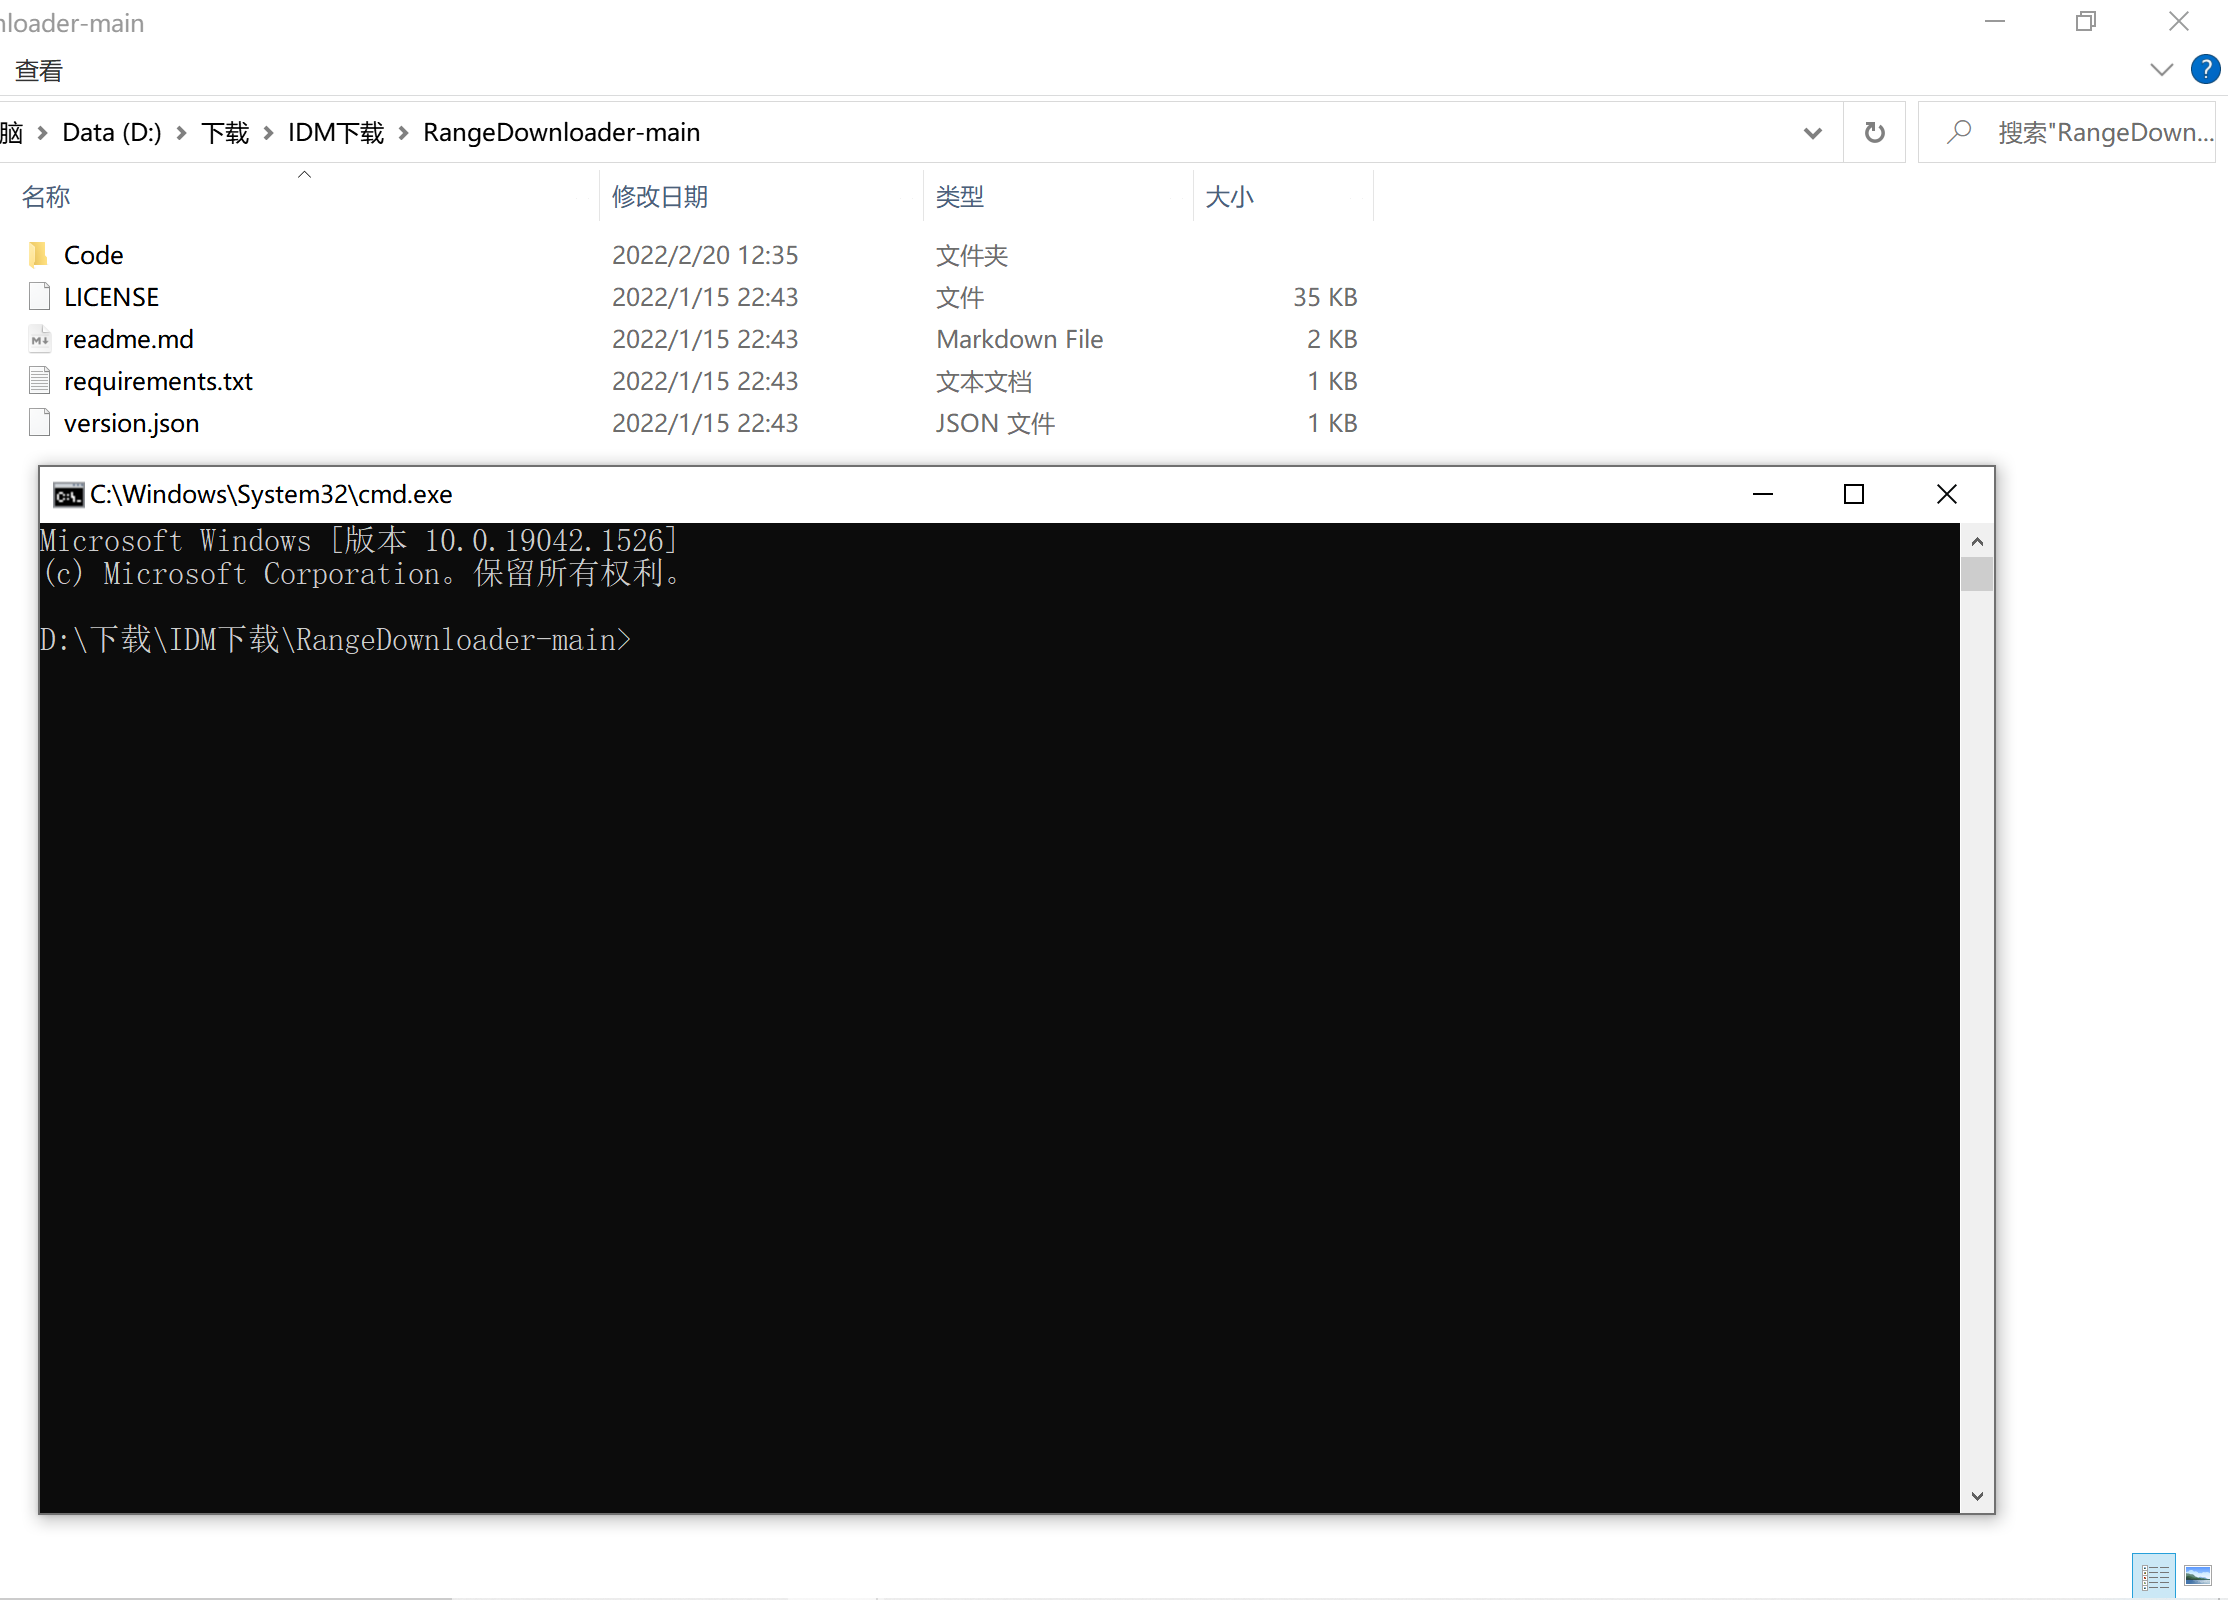 nloader-main
查看
脑 > Data (D:) > 下载 > IDM下载 > RangeDownloader-main
搜索"RangeDown...
名称 修改日期 类型 大小
Code 2022/2/20 12:35 文件夹
LICENSE 2022/1/15 22:43 文件 35 KB
readme.md 2022/1/15 22:43 Markdown File 2 KB
requirements.txt 2022/1/15 22:43 文本文档 1 KB
version.json 2022/1/15 22:43 JSON 文件 1 KB
C:\Windows\System32\cmd.exe
Microsoft Windows [版本 10.0.19042.1526]
(c) Microsoft Corporation。保留所有权利。
D:\下载\IDM下载\RangeDownloader-main>